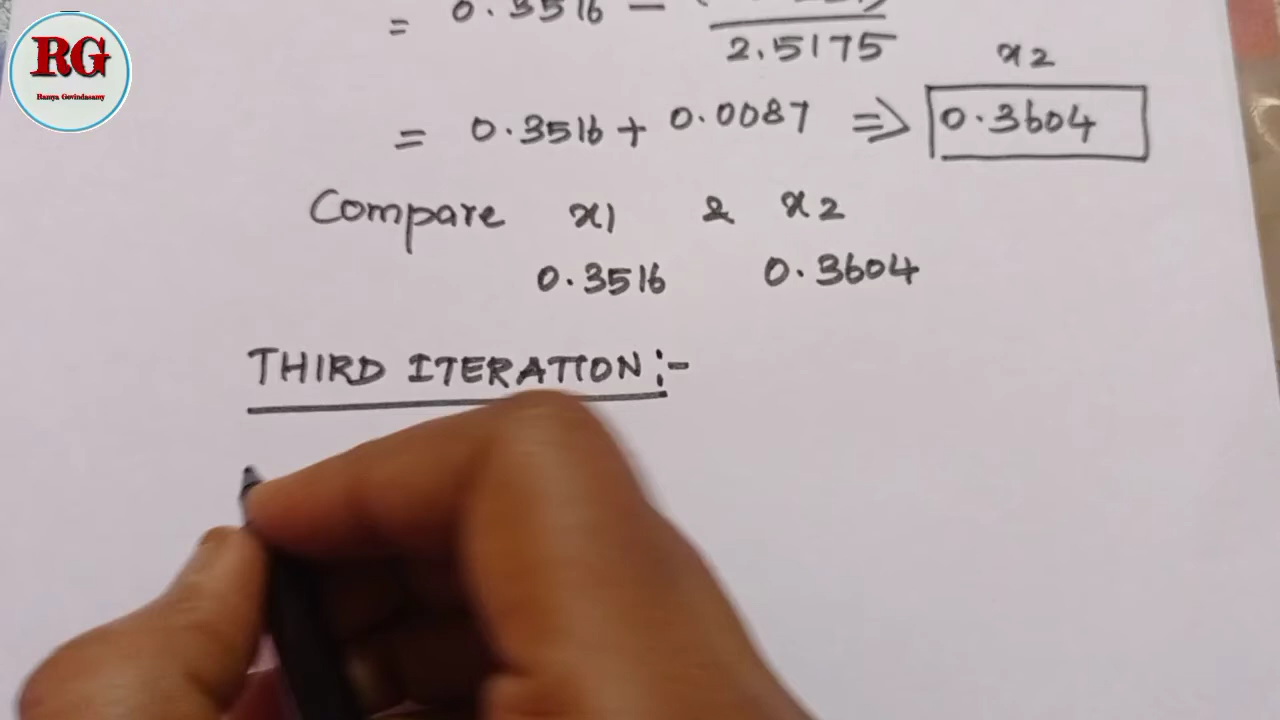 RG
Ramya Govindasamy
= 0.3516 −
2.5175
x2
= 0.3516 + 0.0087 => 0.3604
Compare x1 & x2
0.3516 0.3604
THIRD ITERATION :-